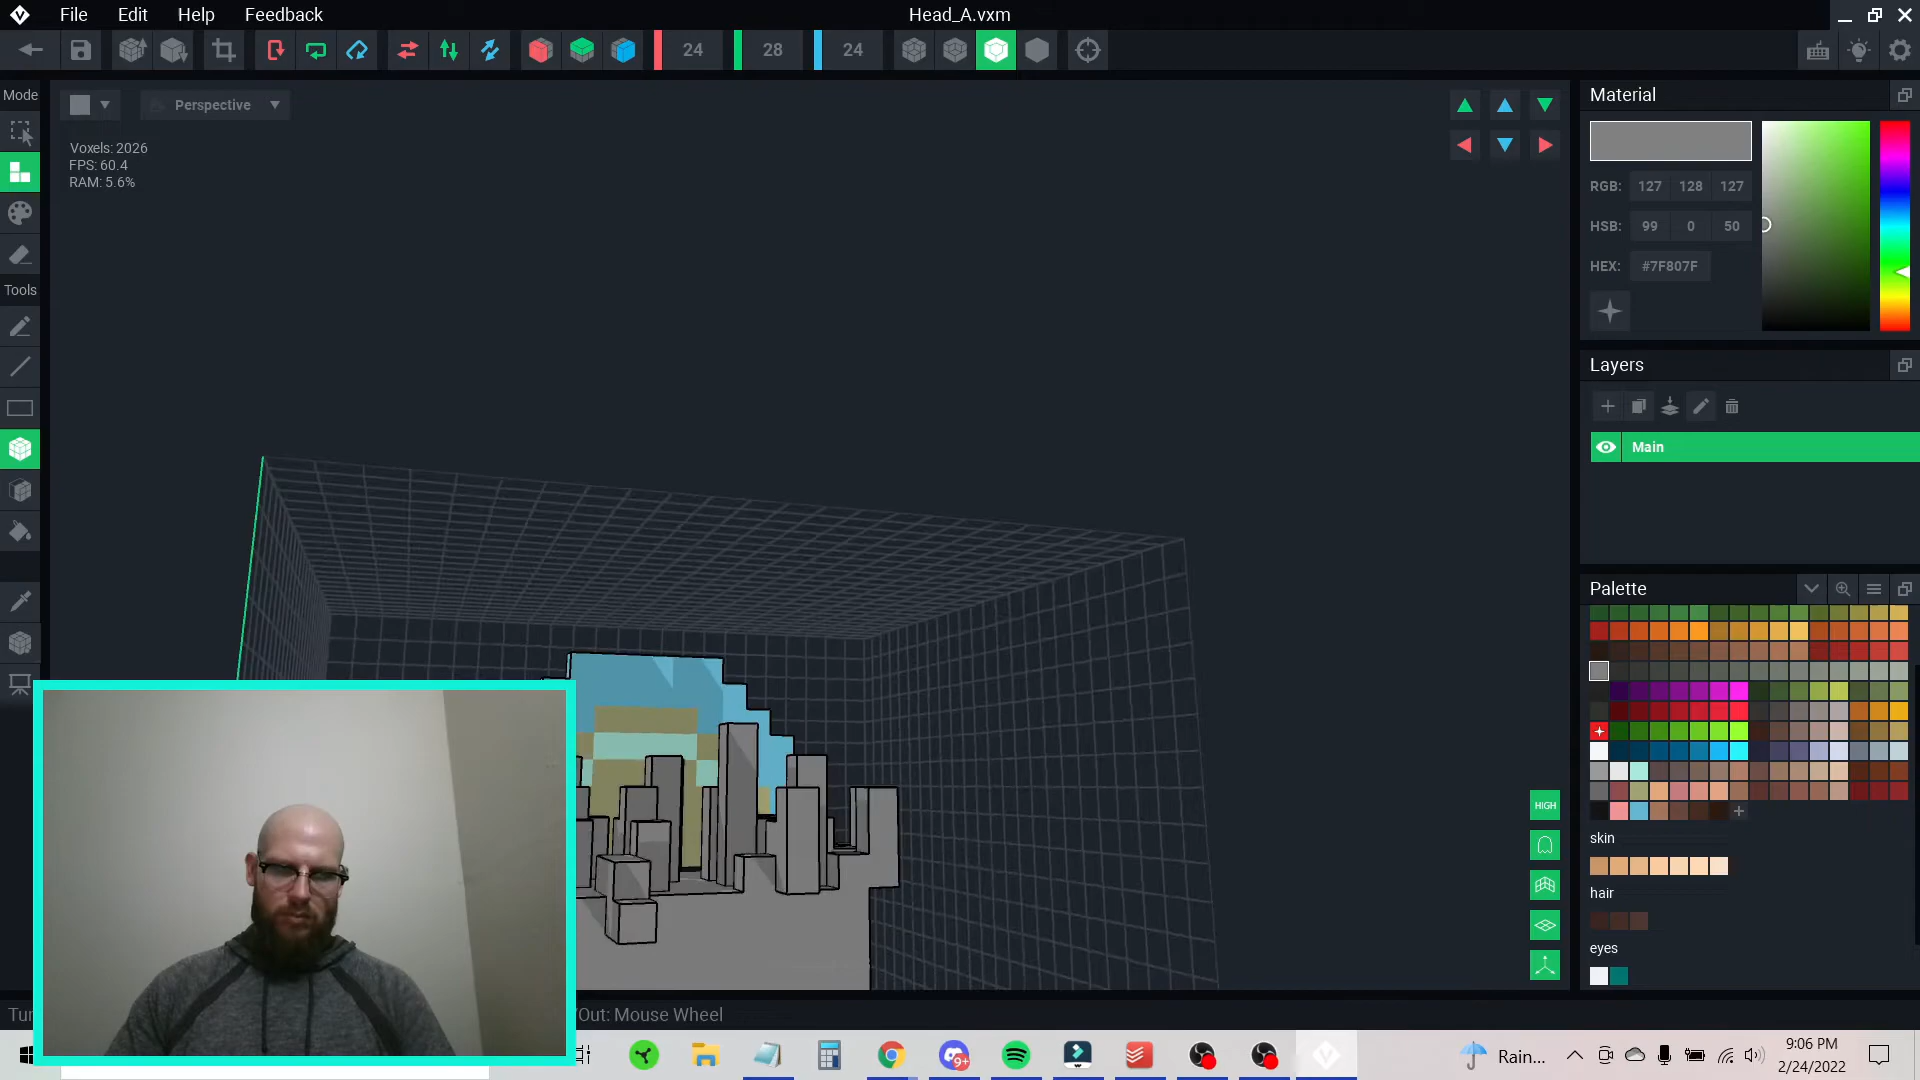 File Edit Help Feedback
Head_A.vxm
24 28 24
Mode
Perspective
Voxels: 2026
FPS: 60.4
RAM: 5.6%
Tools
Material
RGB: 127 128 127
HSB: 99 0 50
HEX: #7F807F
Layers
Main
Palette
skin
hair
eyes
HIGH
Tu
/Out: Mouse Wheel
9+
Rain...
9:06 PM
2/24/2022